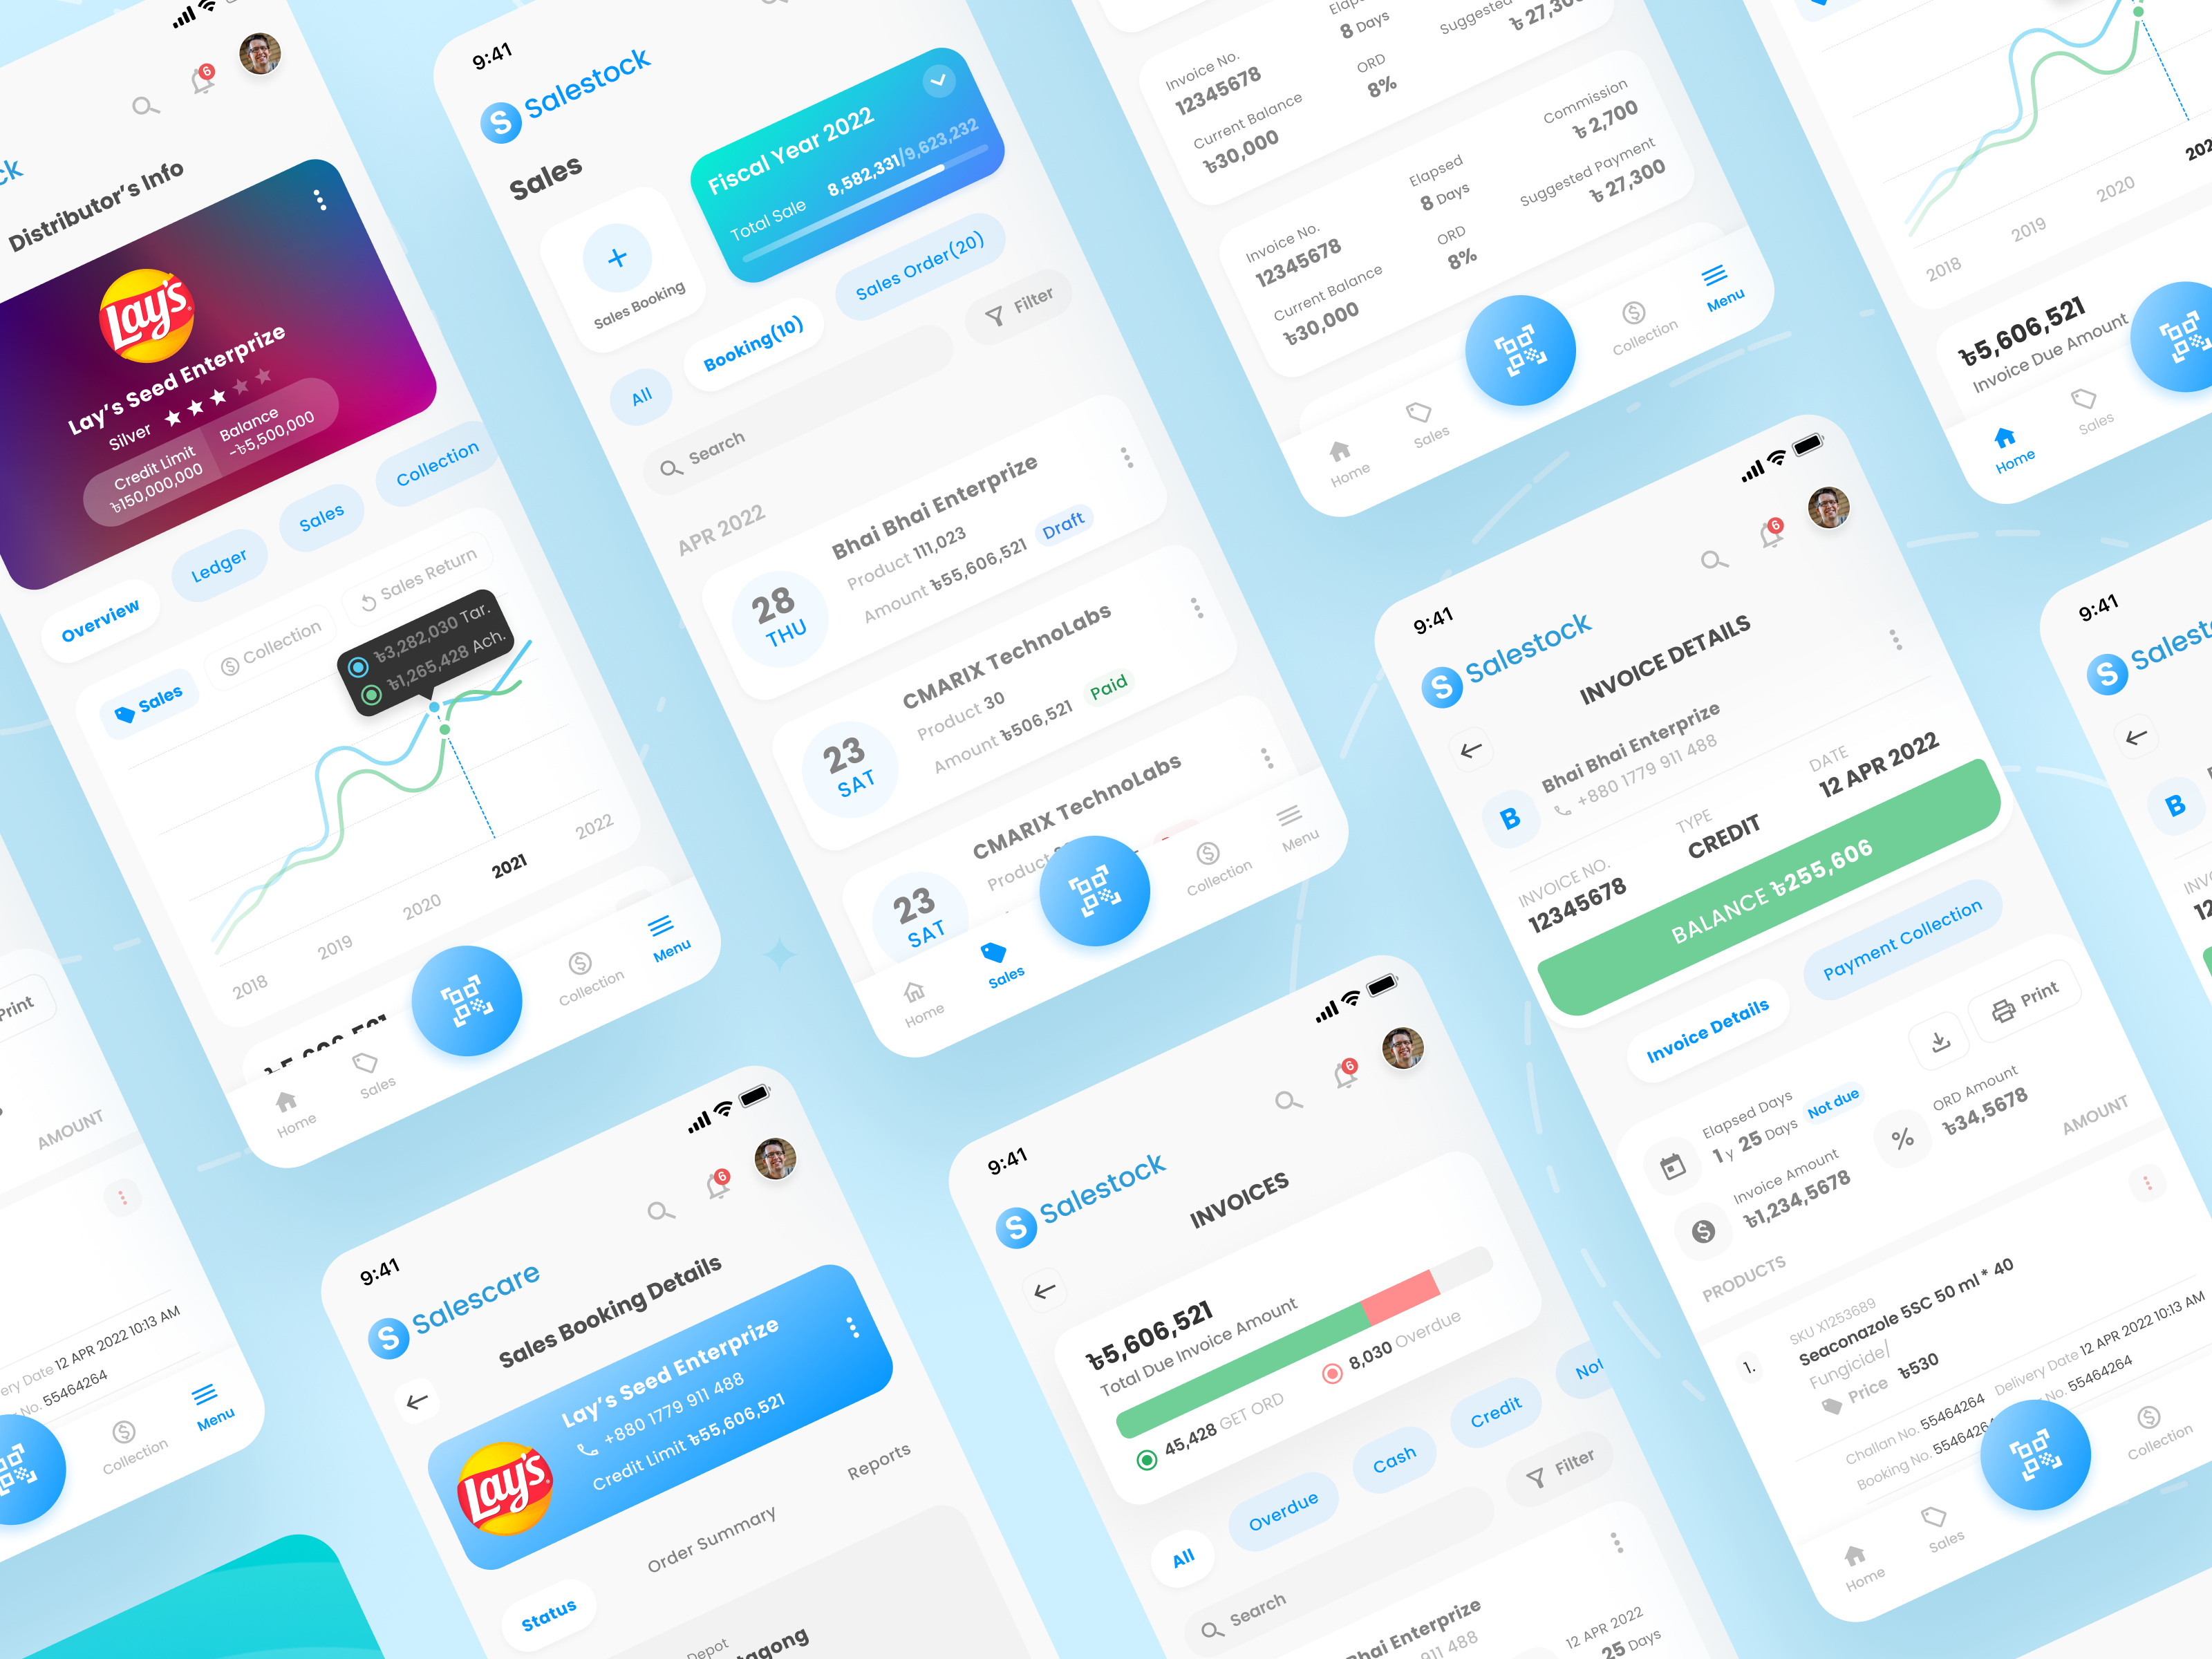 ck
6
Distributor's Info
Lay's
Lay's Seed Enterprize
Silver
Credit Limit
৳150,000,000
Balance
-৳5,500,000
Overview
Ledger
Sales
Collection
Sales
Collection
Sales Return
৳3,282,030 Tar.
৳1,265,428 Ach.
2018
2019
2020
2021
2022
Home
Sales
Collection
Menu
9:41
S Salestock
Sales
Sales Booking
Fiscal Year 2022
Total Sale
8,582,331/9,623,232
All
Booking(10)
Sales Order(20)
Search
Filter
APR 2022
28
THU
Bhai Bhai Enterprize
Product 111,023
Amount ৳55,606,521
Draft
23
SAT
CMARIX TechnoLabs
Product 30
Amount ৳506,521
Paid
23
SAT
CMARIX TechnoLabs
Product
Home
Sales
Collection
Menu
Invoice No.
12345678
8 Days
Suggested
৳ 27,300
Current Balance
৳30,000
ORD
8%
Invoice No.
12345678
Elapsed
8 Days
Commission
৳ 2,700
Current Balance
৳30,000
ORD
8%
Suggested Payment
৳ 27,300
Home
Sales
Collection
Menu
2018
2019
2020
৳5,606,521
Invoice Due Amount
Home
Sales
9:41
6
S Salestock
INVOICE DETAILS
B
Bhai Bhai Enterprize
+880 1779 911 488
INVOICE NO.
12345678
TYPE
CREDIT
DATE
12 APR 2022
BALANCE ৳255,606
Invoice Details
Payment Collection
Print
Elapsed Days
1 y 25 Days
Not due
ORD Amount
৳34,5678
Invoice Amount
৳1,234,5678
PRODUCTS
AMOUNT
1.
SKU X1253689
Seaconazole 5SC 50 ml * 40
Fungicide/
Price ৳530
Challan No. 55464264
Delivery Date 12 APR 2022 10:13 AM
Booking No. 5546426
No. 55464264
Home
Sales
Collection
9:41
S
B
Print
AMOUNT
ery Date 12 APR 2022 10:13 AM
No. 55464264
Collection
Menu
9:41
6
S Salescare
Sales Booking Details
Lay's
Lay's Seed Enterprize
+880 1779 911 488
Credit Limit ৳55,606,521
Status
Order Summary
Reports
Depot
9:41
6
S Salestock
INVOICES
৳5,606,521
Total Due Invoice Amount
45,428 GET ORD
8,030 Overdue
All
Overdue
Cash
Credit
Search
Filter
Bhai Enterprize
911 488
12 APR 2022
25 Days